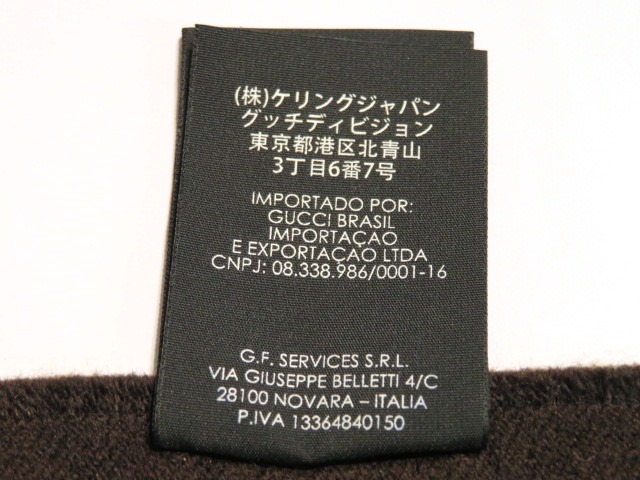 (株)ケリングジャパン
グッチディビジョン
東京都港区北青山
3丁目6番7号
IMPORTADO POR:
GUCCI BRASIL
IMPORTAÇAO
E EXPORTAÇAO LTDA
CNPJ: 08.338.986/0001-16
G.F. SERVICES S.R.L.
VIA GIUSEPPE BELLETTI 4/C
28100 NOVARA – ITALIA
P.IVA 13364840150